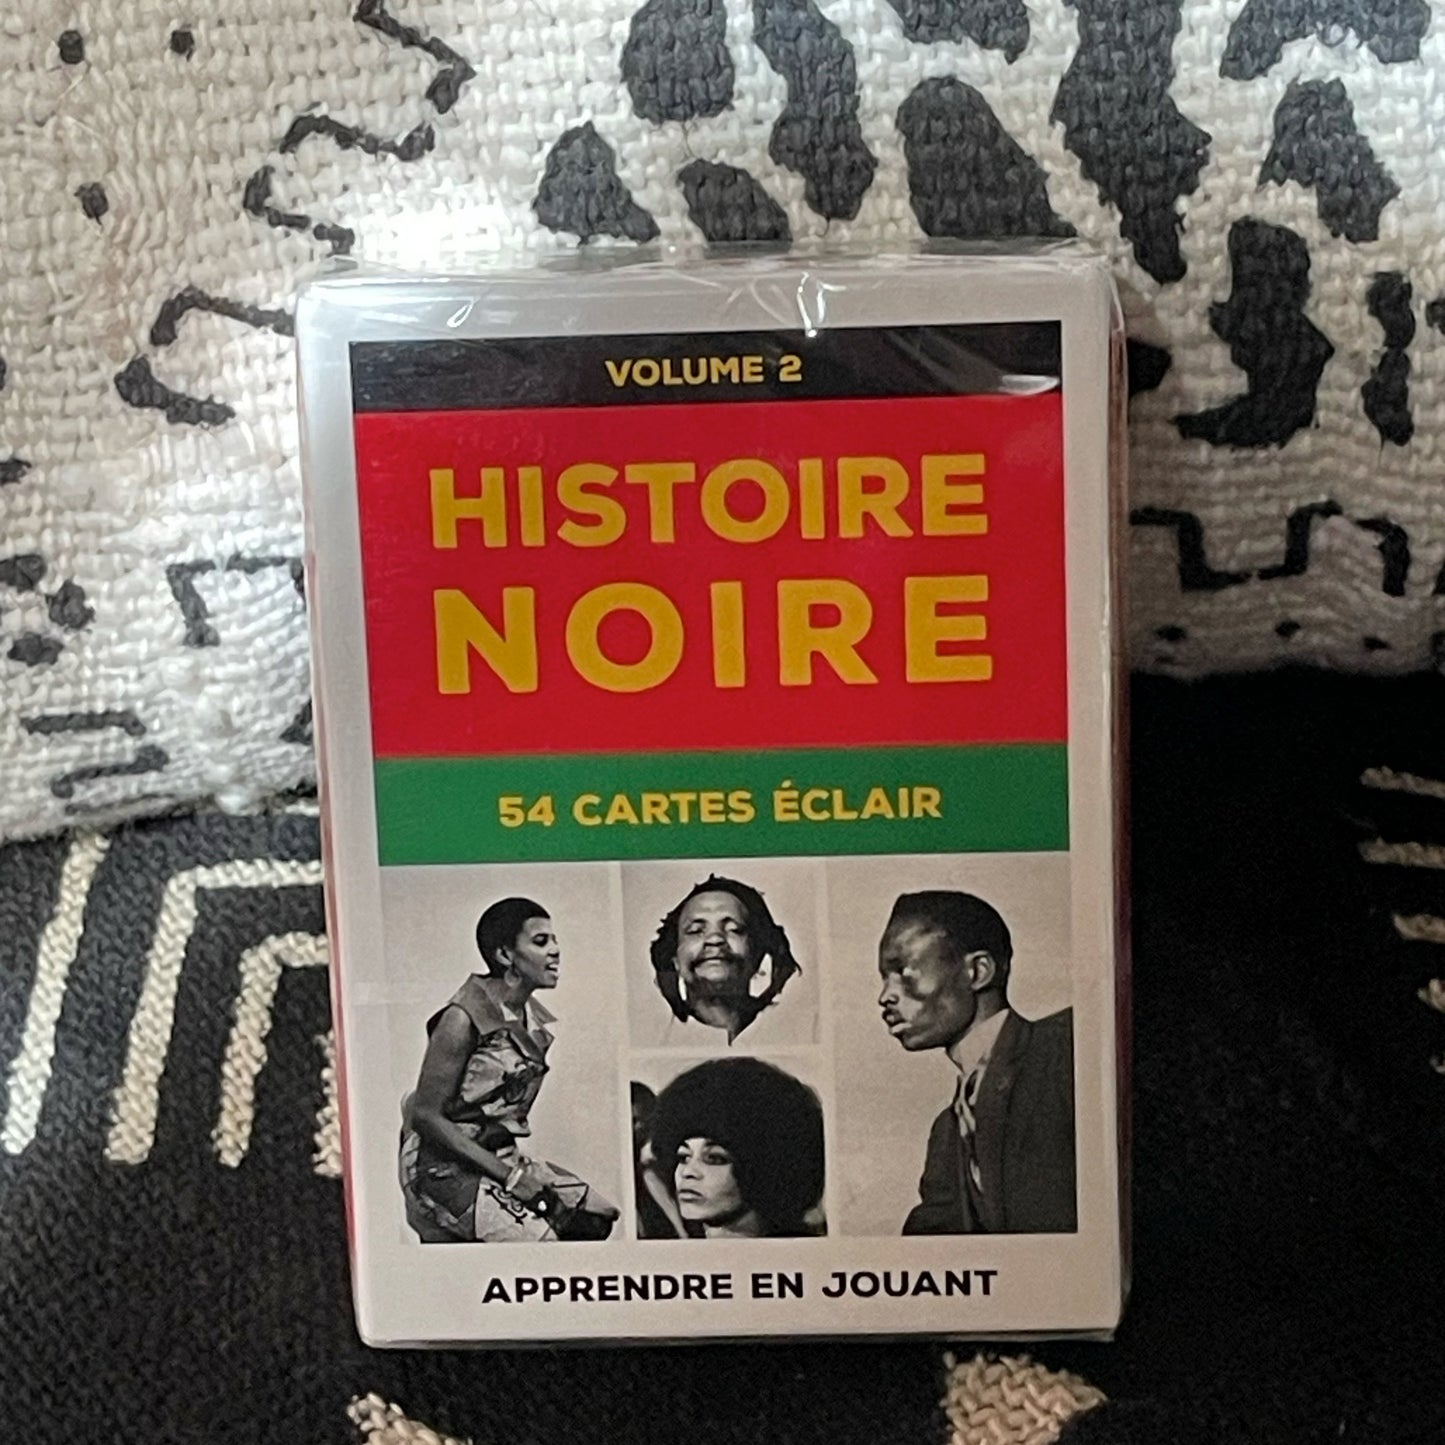 VOLUME 2
HISTOIRE
NOIRE
54 CARTES ÉCLAIR
APPRENDRE EN JOUANT